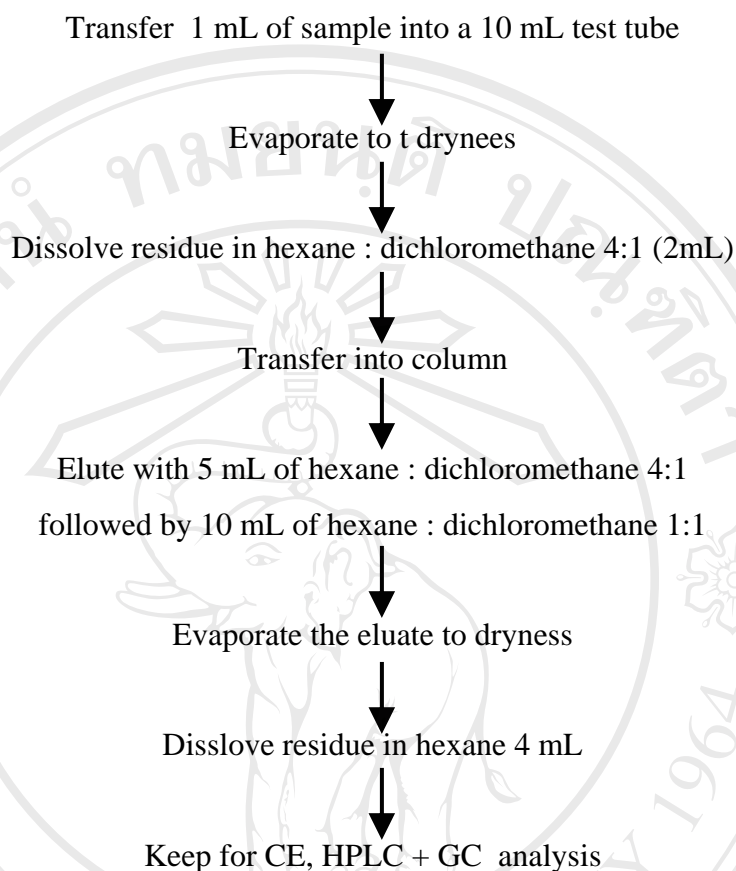 Transfer 1 mL of sample into a 10 mL test tube
Evaporate to t drynees
Dissolve residue in hexane : dichloromethane 4:1 (2mL)
Transfer into column
Elute with 5 mL of hexane : dichloromethane 4:1
followed by 10 mL of hexane : dichloromethane 1:1
Evaporate the eluate to dryness
Disslove residue in hexane 4 mL
Keep for CE, HPLC + GC analysis
1964